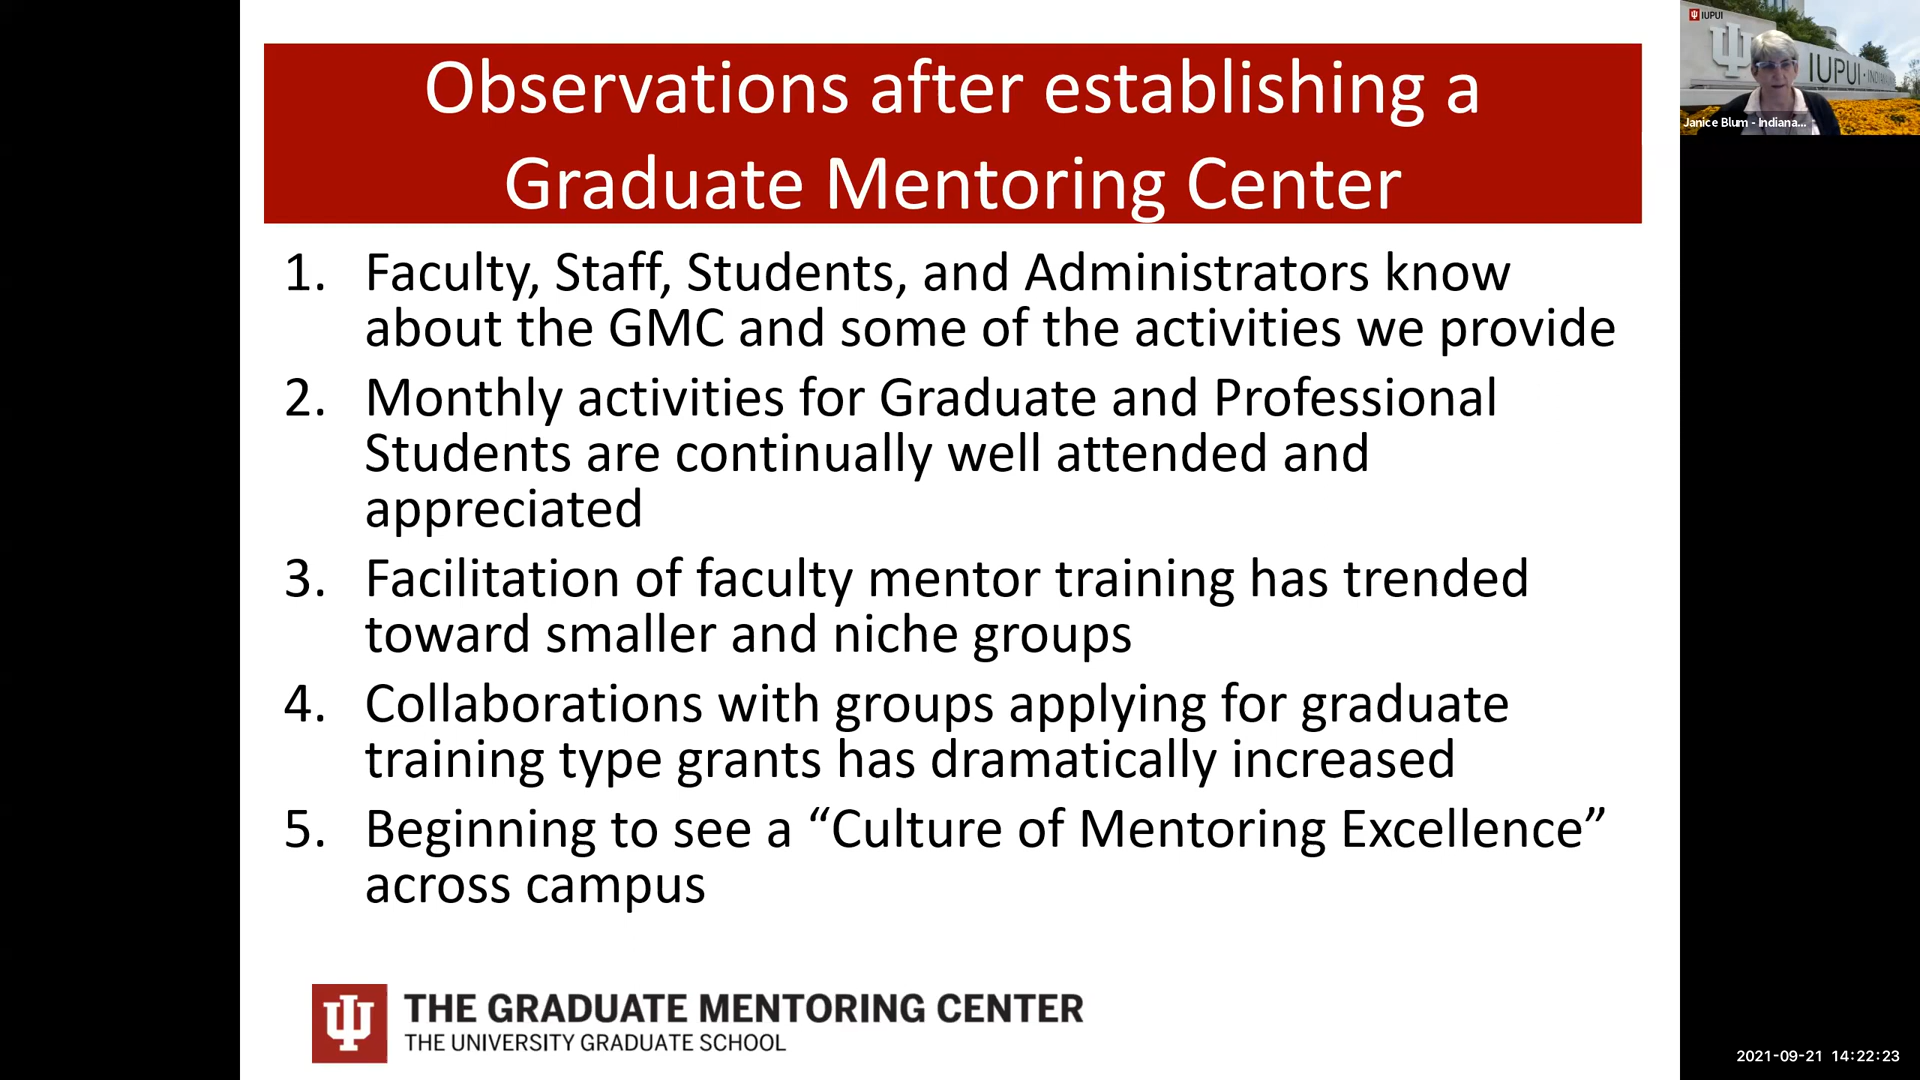 Observations after establishing a
Graduate Mentoring Center
1. Faculty, Staff, Students, and Administrators know
about the GMC and some of the activities we provide
2. Monthly activities for Graduate and Professional
Students are continually well attended and
appreciated
3. Facilitation of faculty mentor training has trended
toward smaller and niche groups
4. Collaborations with groups applying for graduate
training type grants has dramatically increased
5. Beginning to see a “Culture of Mentoring Excellence”
across campus
THE GRADUATE MENTORING CENTER
THE UNIVERSITY GRADUATE SCHOOL
IUPUI
IUPUI
Janice Blum - Indiana...
2021-09-21 14:22:23